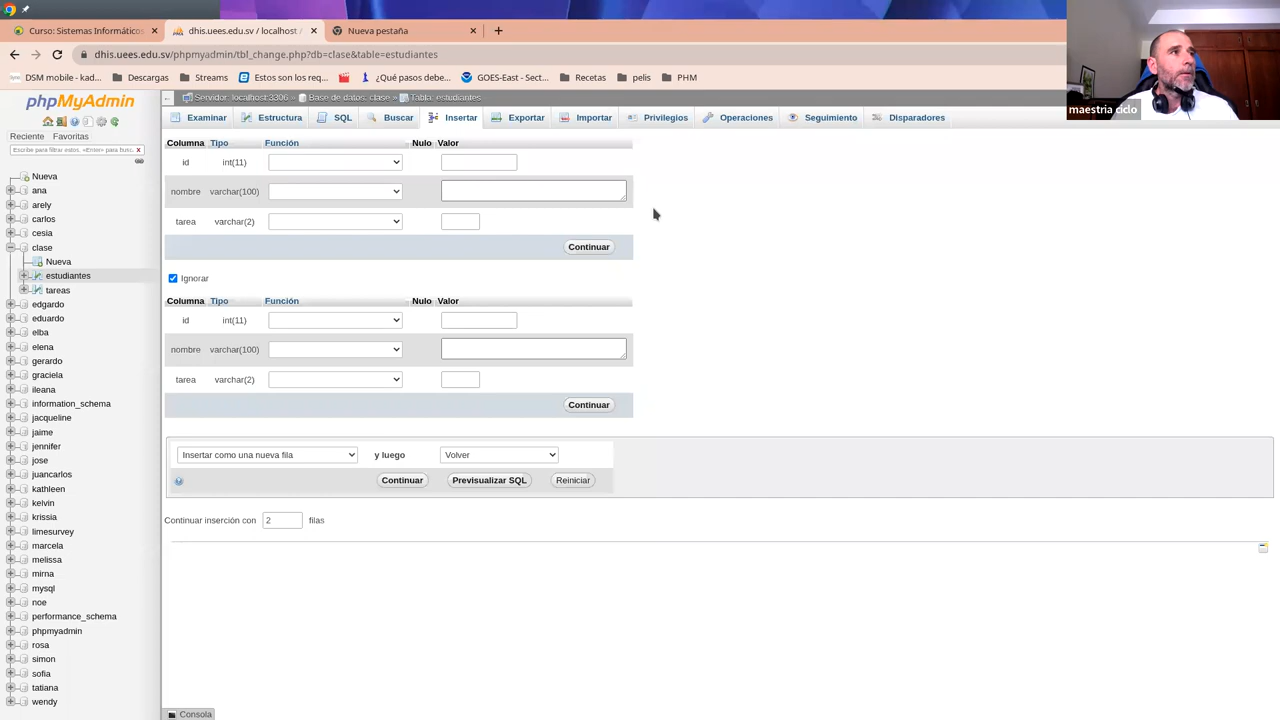 Curso: Sistemas Informáticos
dhis.uees.edu.sv / localhost /
Nueva pestaña
dhis.uees.edu.sv/phpmyadmin/tbl_change.php?db=clase&table=estudiantes
DSM mobile - kad...
Descargas
Streams
Estos son los req...
¿Qué pasos debe...
GOES-East - Sect...
Recetas
pelis
PHM
maestria ciclo
phpMyAdmin
Reciente
Favoritas
Nueva
ana
arely
carlos
cesia
clase
Nueva
estudiantes
tareas
edgardo
eduardo
elba
elena
gerardo
graciela
ileana
information_schema
jacqueline
jaime
jennifer
jose
juancarlos
kathleen
kelvin
krissia
limesurvey
marcela
melissa
mirna
mysql
noe
performance_schema
phpmyadmin
rosa
simon
sofia
tatiana
wendy
Servidor: localhost:3306 » Base de datos: clase » Tabla: estudiantes
Examinar
Estructura
SQL
Buscar
Insertar
Exportar
Importar
Privilegios
Operaciones
Seguimiento
Disparadores
Columna Tipo Función Nulo Valor
id int(11)
nombre varchar(100)
tarea varchar(2)
Continuar
Ignorar
Columna Tipo Función Nulo Valor
id int(11)
nombre varchar(100)
tarea varchar(2)
Continuar
Insertar como una nueva fila y luego Volver
Continuar Previsualizar SQL Reiniciar
Continuar inserción con 2 filas
Consola